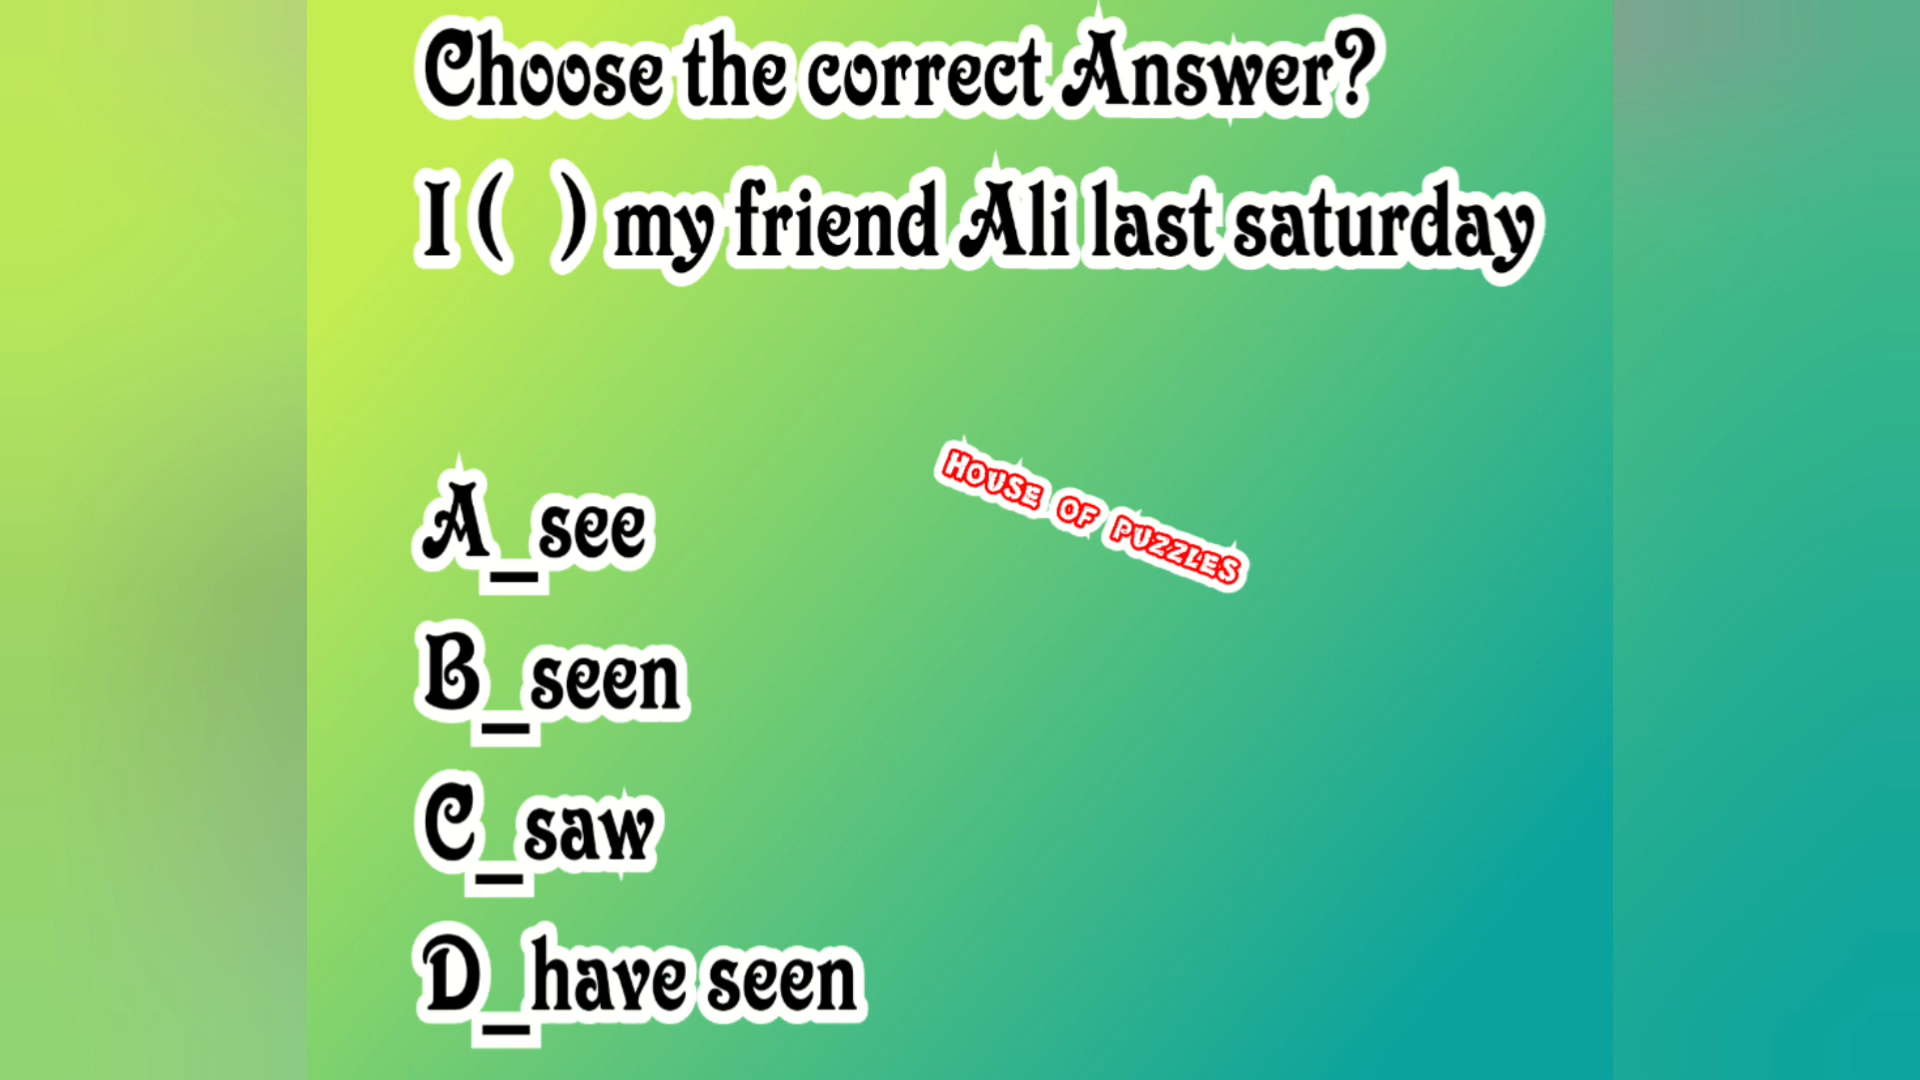 Choose the correct Answer?
I (  ) my friend Ali last saturday
HOUSE OF PUZZLES
A_see
B_seen
C_saw
D_have seen